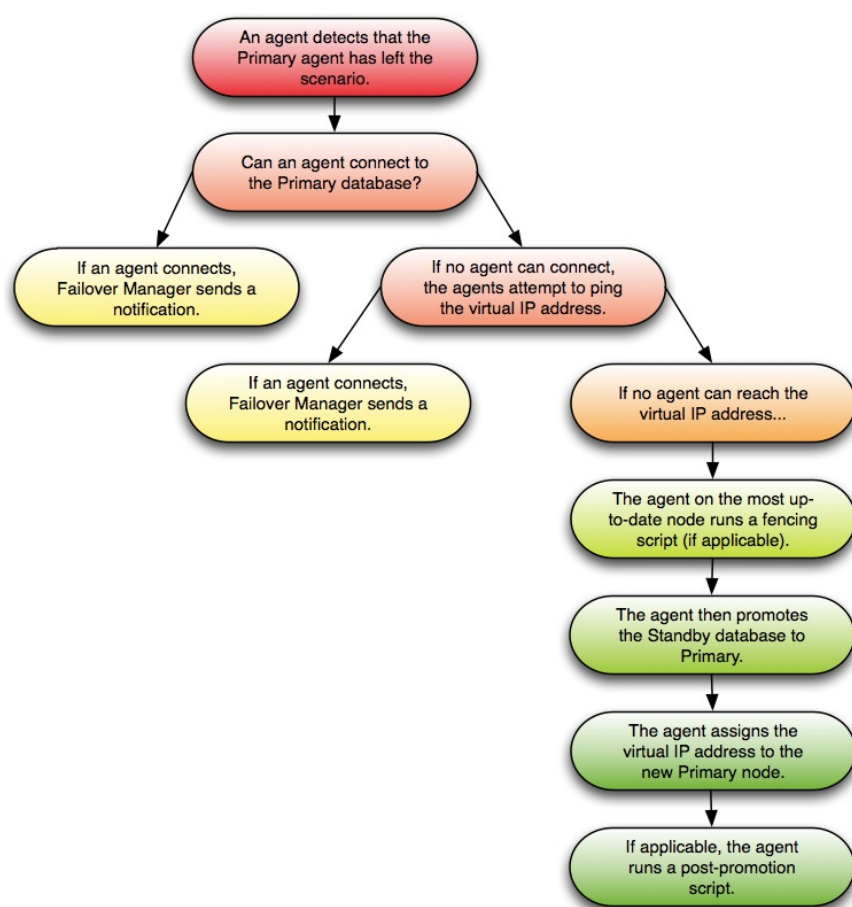 An agent detects that the
Primary agent has left the
scenario.
Can an agent connect to
the Primary database?
If an agent connects,
Failover Manager sends a
notification.
If no agent can connect,
the agents attempt to ping
the virtual IP address.
If an agent connects,
Failover Manager sends a
notification.
If no agent can reach the
virtual IP address...
The agent on the most up-
to-date node runs a fencing
script (if applicable).
The agent then promotes
the Standby database to
Primary.
The agent assigns the
virtual IP address to the
new Primary node.
If applicable, the agent
runs a post-promotion
script.